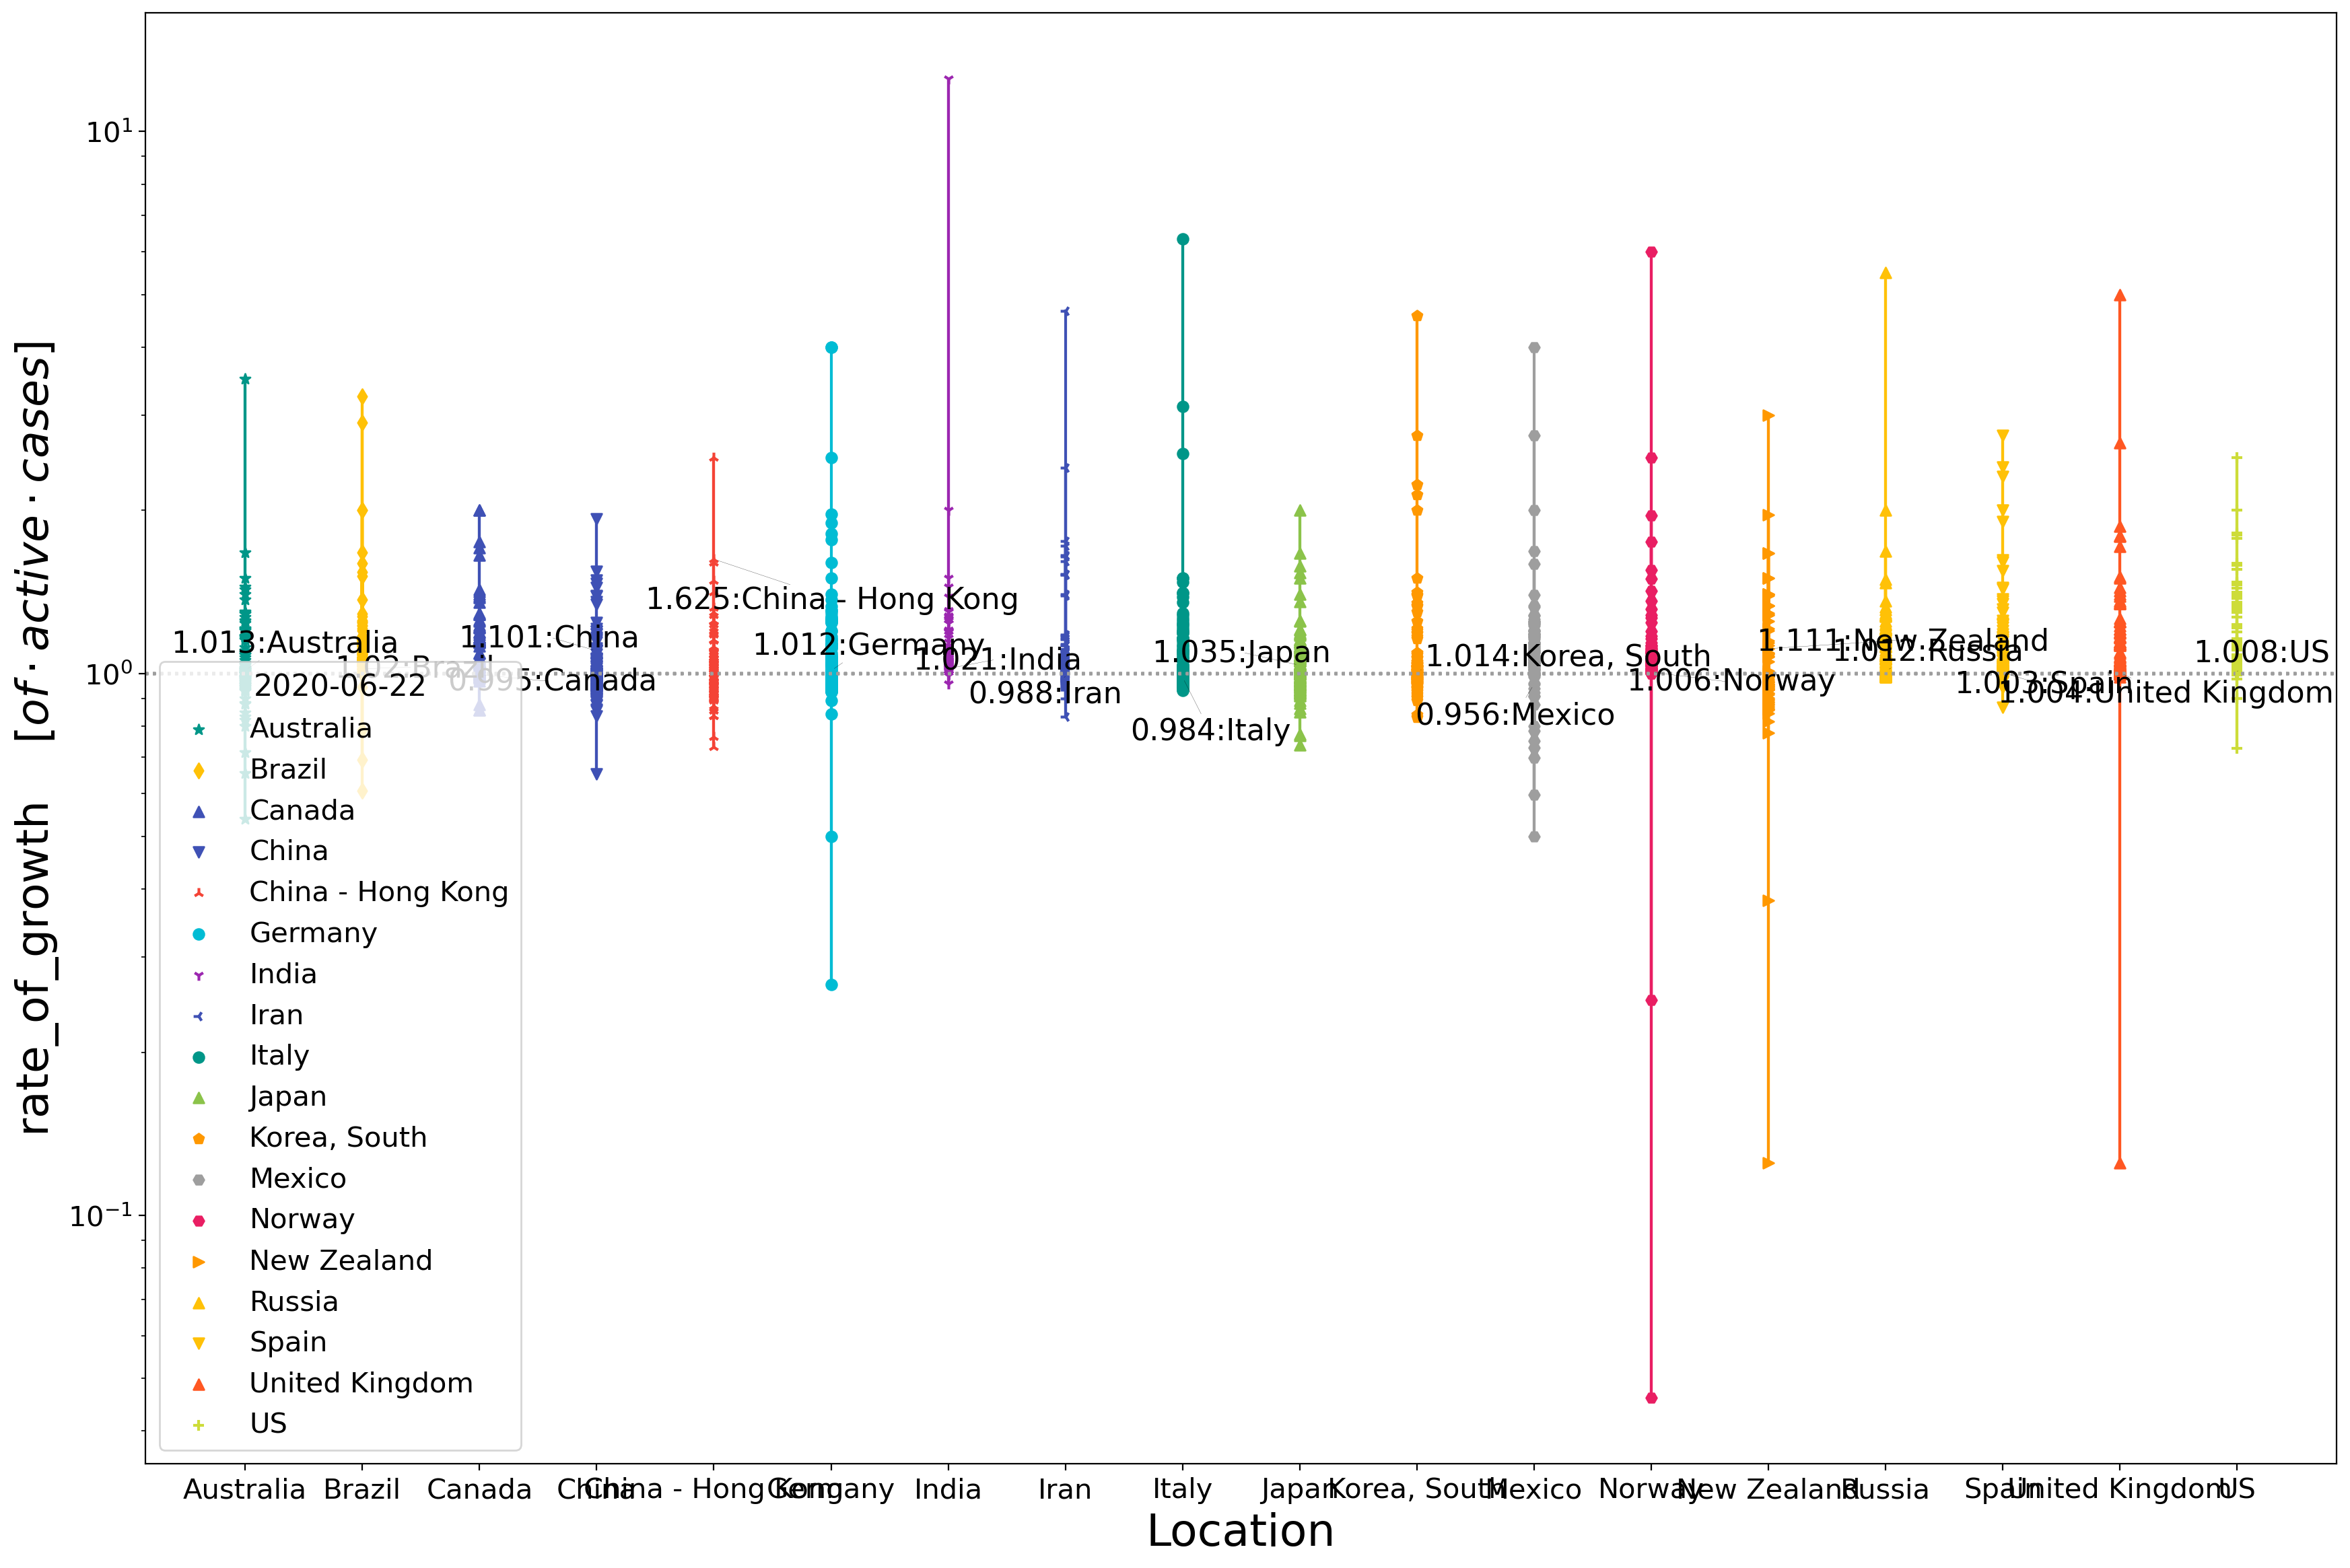 10¹
10⁰
10⁻¹
rate_of_growth [of · active · cases]
1.625:China - Hong Kong
1.013:Australia
1.101:China
1.012:Germany
1.021:India
1.035:Japan
1.014:Korea, South
1.111:New Zealand
1.012:Russia
1.008:US
1.02:Brazil
0.995:Canada
0.988:Iran
0.984:Italy
0.956:Mexico
1.006:Norway
1.003:Spain
1.004:United Kingdom
2020-06-22
Australia
Brazil
Canada
China
China - Hong Kong
Germany
India
Iran
Italy
Japan
Korea, South
Mexico
Norway
New Zealand
Russia
Spain
United Kingdom
US
Australia Brazil Canada China China - Hong Kong Germany India Iran Italy Japan Korea, South Mexico Norway New Zealand Russia Spain United Kingdom US
Location